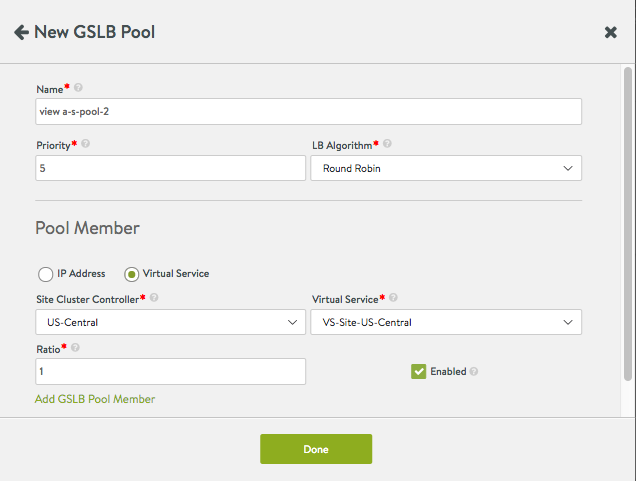 New GSLB Pool
Name* ?
view a-s-pool-2
Priority* ? LB Algorithm* ?
5 Round Robin
Pool Member
IP Address Virtual Service
Site Cluster Controller* ? Virtual Service* ?
US-Central VS-Site-US-Central
Ratio* ?
1 Enabled ?
Add GSLB Pool Member
Done